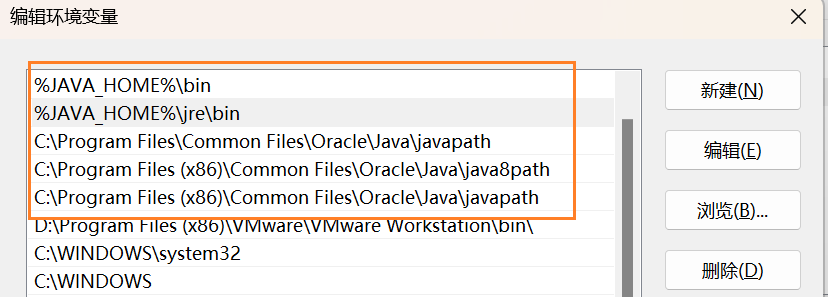 编辑环境变量
%JAVA_HOME%\bin
%JAVA_HOME%\jre\bin
C:\Program Files\Common Files\Oracle\Java\javapath
C:\Program Files (x86)\Common Files\Oracle\Java\java8path
C:\Program Files (x86)\Common Files\Oracle\Java\javapath
D:\Program Files (x86)\VMware\VMware Workstation\bin\
C:\WINDOWS\system32
C:\WINDOWS
新建(N)
编辑(E)
浏览(B)...
删除(D)